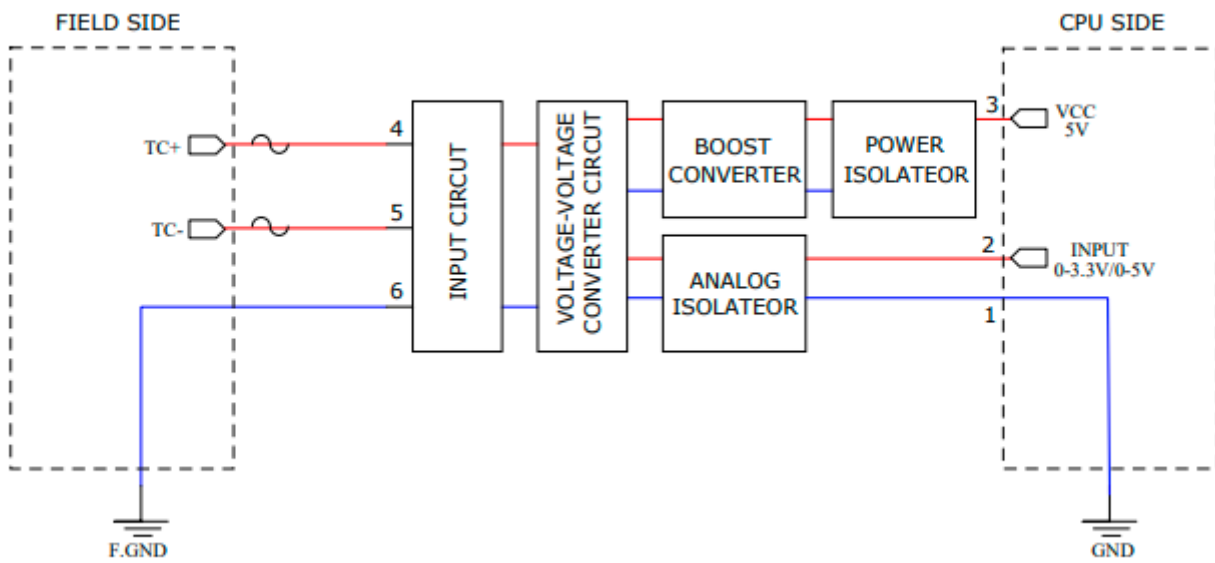 FIELD SIDE
CPU SIDE
TC+
TC-
4
5
6
INPUT CIRCUT
VOLTAGE-VOLTAGE
CONVERTER CIRCUT
BOOST
CONVERTER
POWER
ISOLATEOR
ANALOG
ISOLATEOR
3
VCC
5V
2
INPUT
0-3.3V/0-5V
1
F.GND
GND